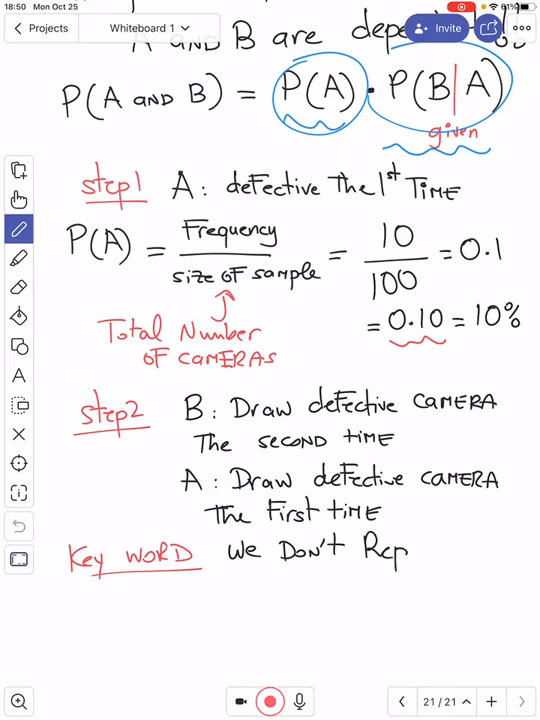 18:50 Mon Oct 25
61%
Projects
Whiteboard 1
Invite
A AND B are
P(A AND B) = P(A) • P(B|A)
given
step1 A: defective The 1st TIME
P(A) = Frequency / size of sample = 10 / 100 = 0.1
= 0.10 = 10%
Total Number
OF CAMERAS
step2 B: Draw defective CAMERA
The second time
A: Draw defective CAMERA
The First TIME
Key WORD We Don't Rep
A
21 / 21